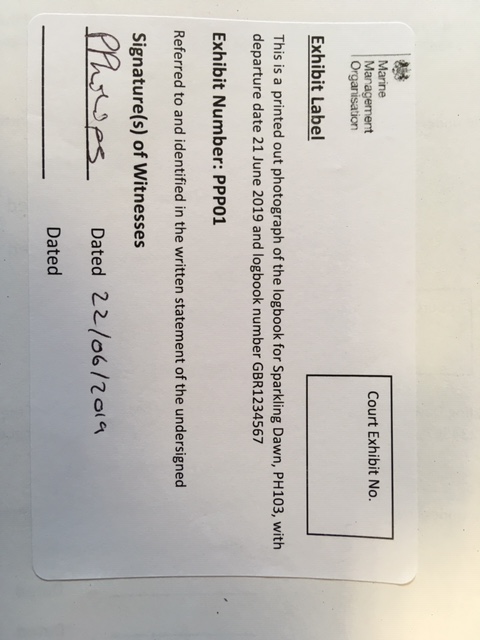 Marine
Management
Organisation
Court Exhibit No.
Exhibit Label
This is a printed out photograph of the logbook for Sparkling Dawn, PH103, with
departure date 21 June 2019 and logbook number GBR1234567
Exhibit Number: PPP01
Referred to and identified in the written statement of the undersigned
Signature(s) of Witnesses
PPhilips Dated 22/06/2019
Dated